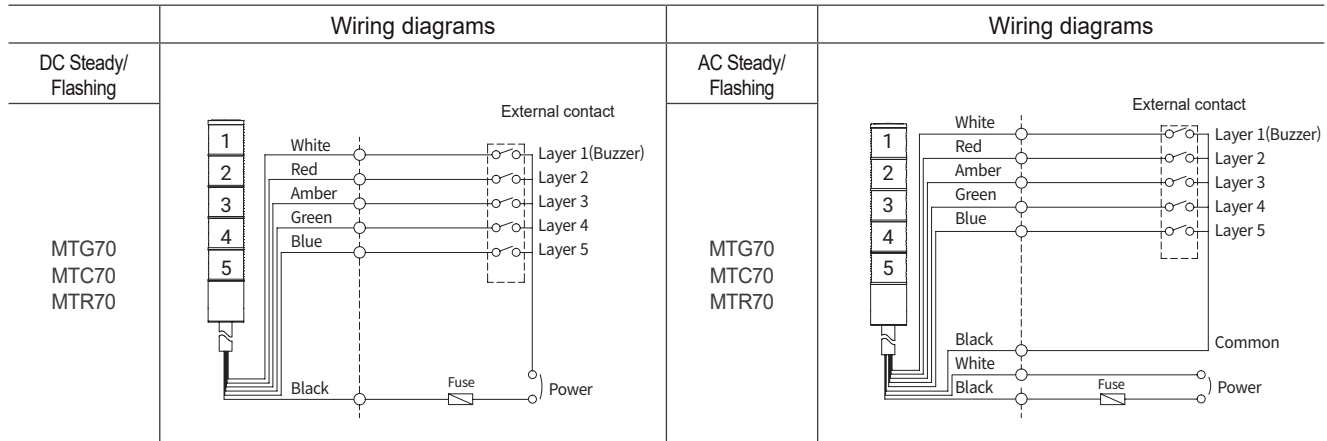 Wiring diagrams
Wiring diagrams
DC Steady/
Flashing
MTG70
MTC70
MTR70
External contact
1
2
3
4
5
White
Red
Amber
Green
Blue
Layer 1(Buzzer)
Layer 2
Layer 3
Layer 4
Layer 5
Black
Fuse
Power
AC Steady/
Flashing
MTG70
MTC70
MTR70
External contact
1
2
3
4
5
White
Red
Amber
Green
Blue
Layer 1(Buzzer)
Layer 2
Layer 3
Layer 4
Layer 5
Black
Common
White
Black
Fuse
Power